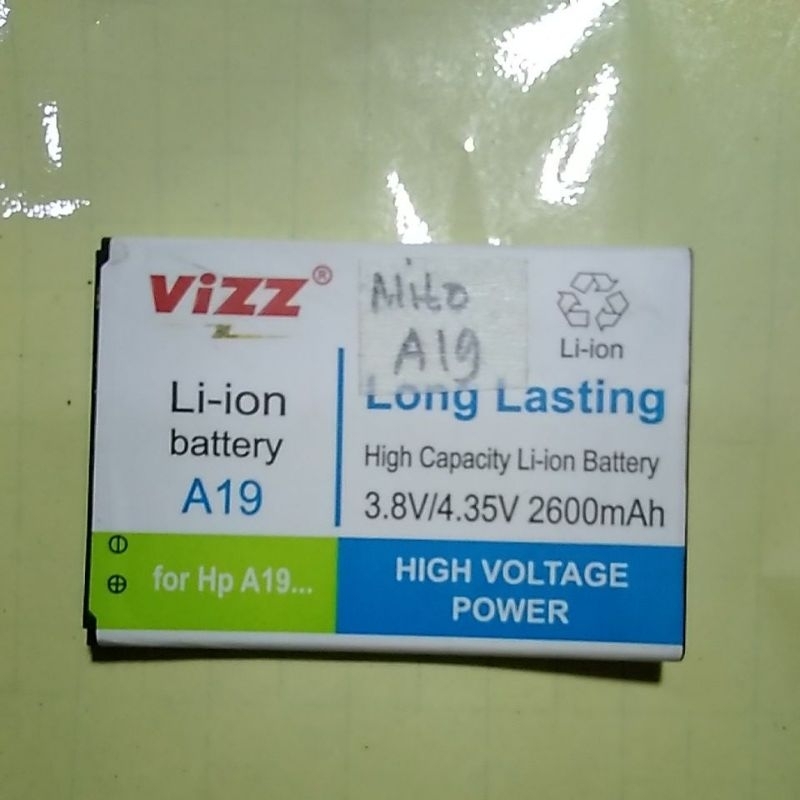 ViZZ®
Mito
A19
Li-ion
Li-ion
battery
A19
Long Lasting
High Capacity Li-ion Battery
3.8V/4.35V 2600mAh
for Hp A19...
HIGH VOLTAGE
POWER